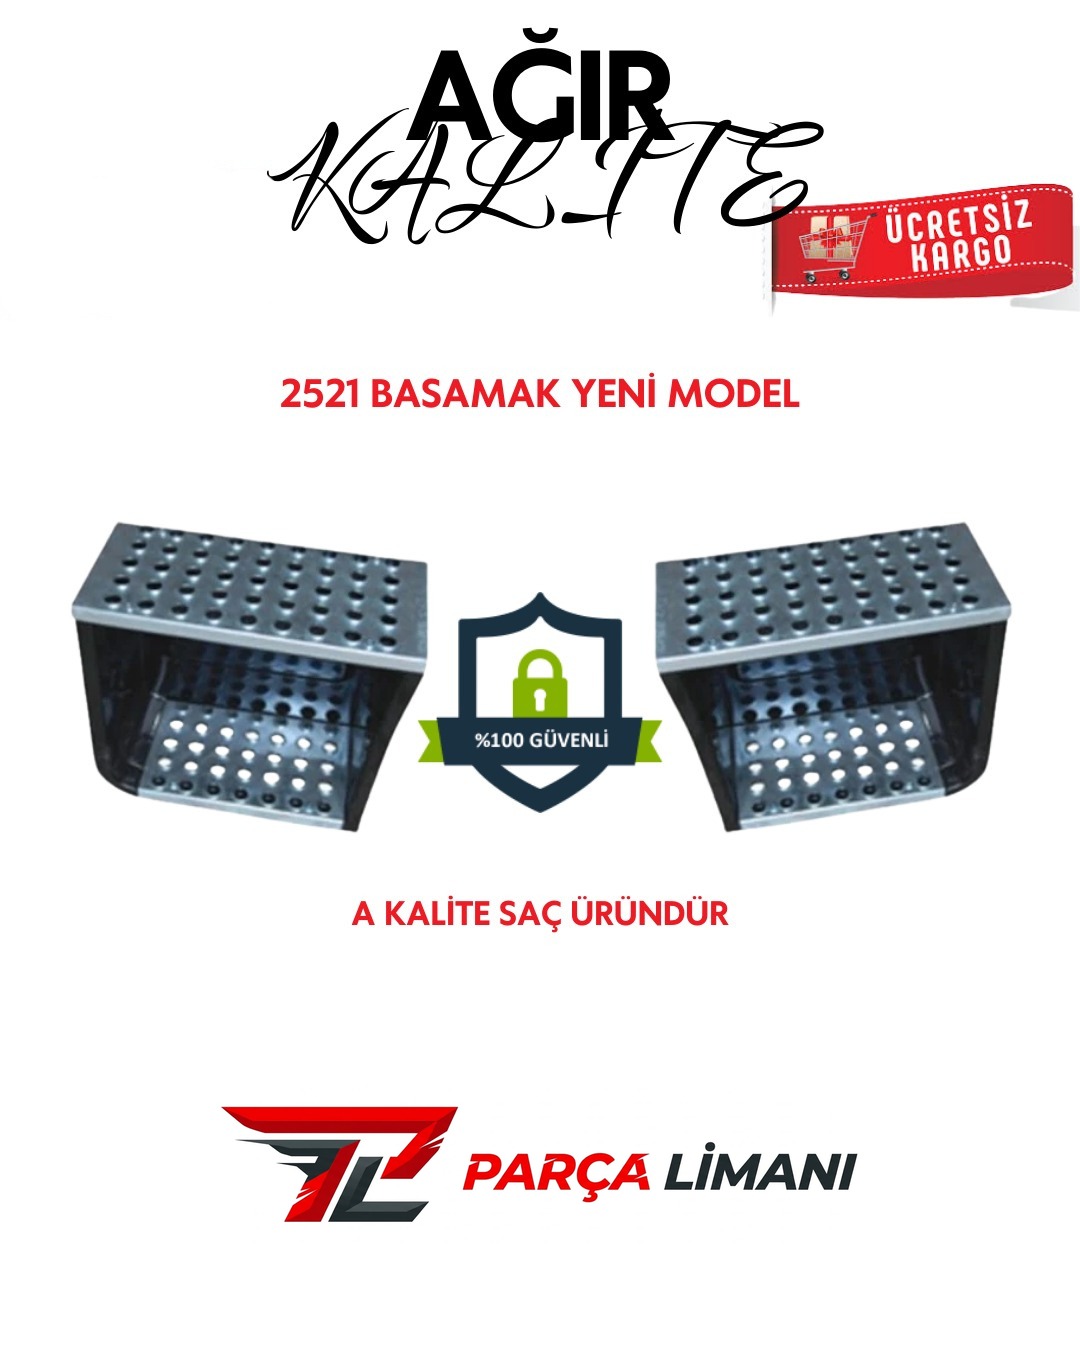 AĞIR
KALİTE
ÜCRETSİZ
KARGO
2521 BASAMAK YENİ MODEL
%100 GÜVENLİ
A KALİTE SAÇ ÜRÜNDÜR
PARÇA LİMANI